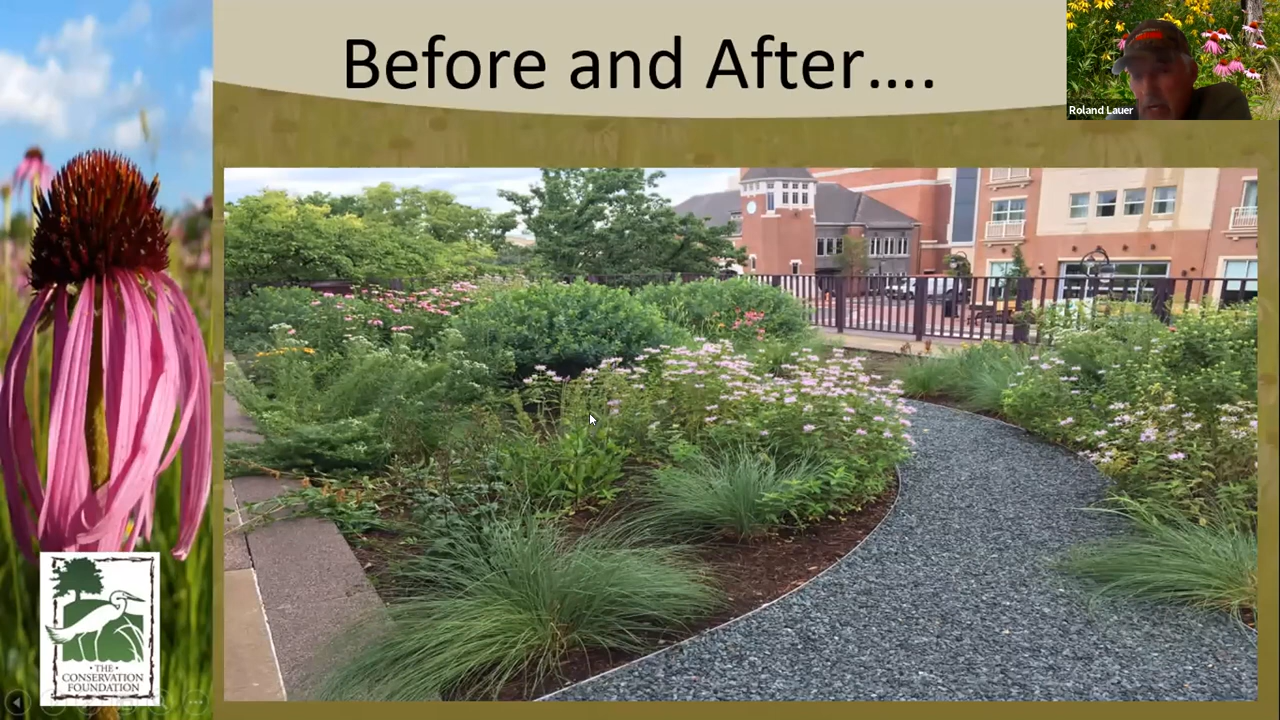 Before and After....
Roland Lauer
• THE •
CONSERVATION
FOUNDATION